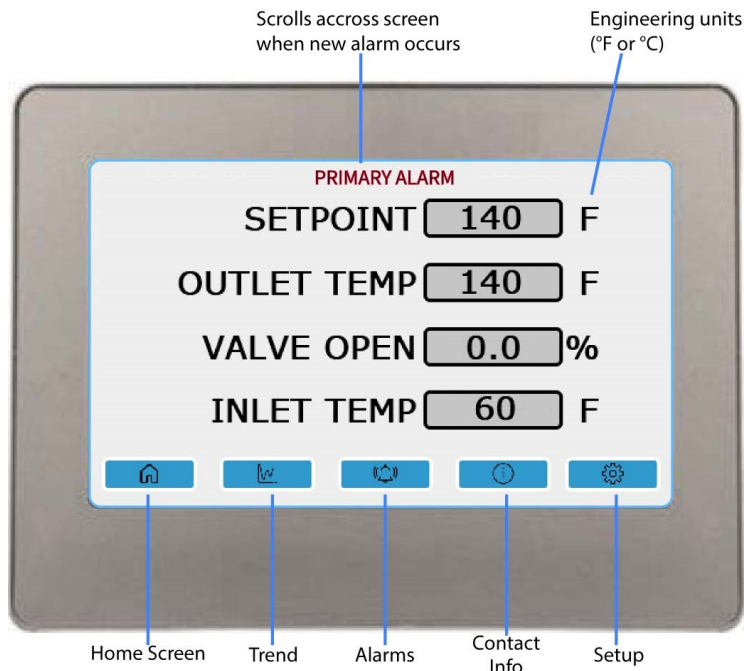 Scrolls accross screen
when new alarm occurs
Engineering units
(°F or °C)
PRIMARY ALARM
SETPOINT 140 F
OUTLET TEMP 140 F
VALVE OPEN 0.0 %
INLET TEMP 60 F
Home Screen Trend Alarms Contact Info Setup